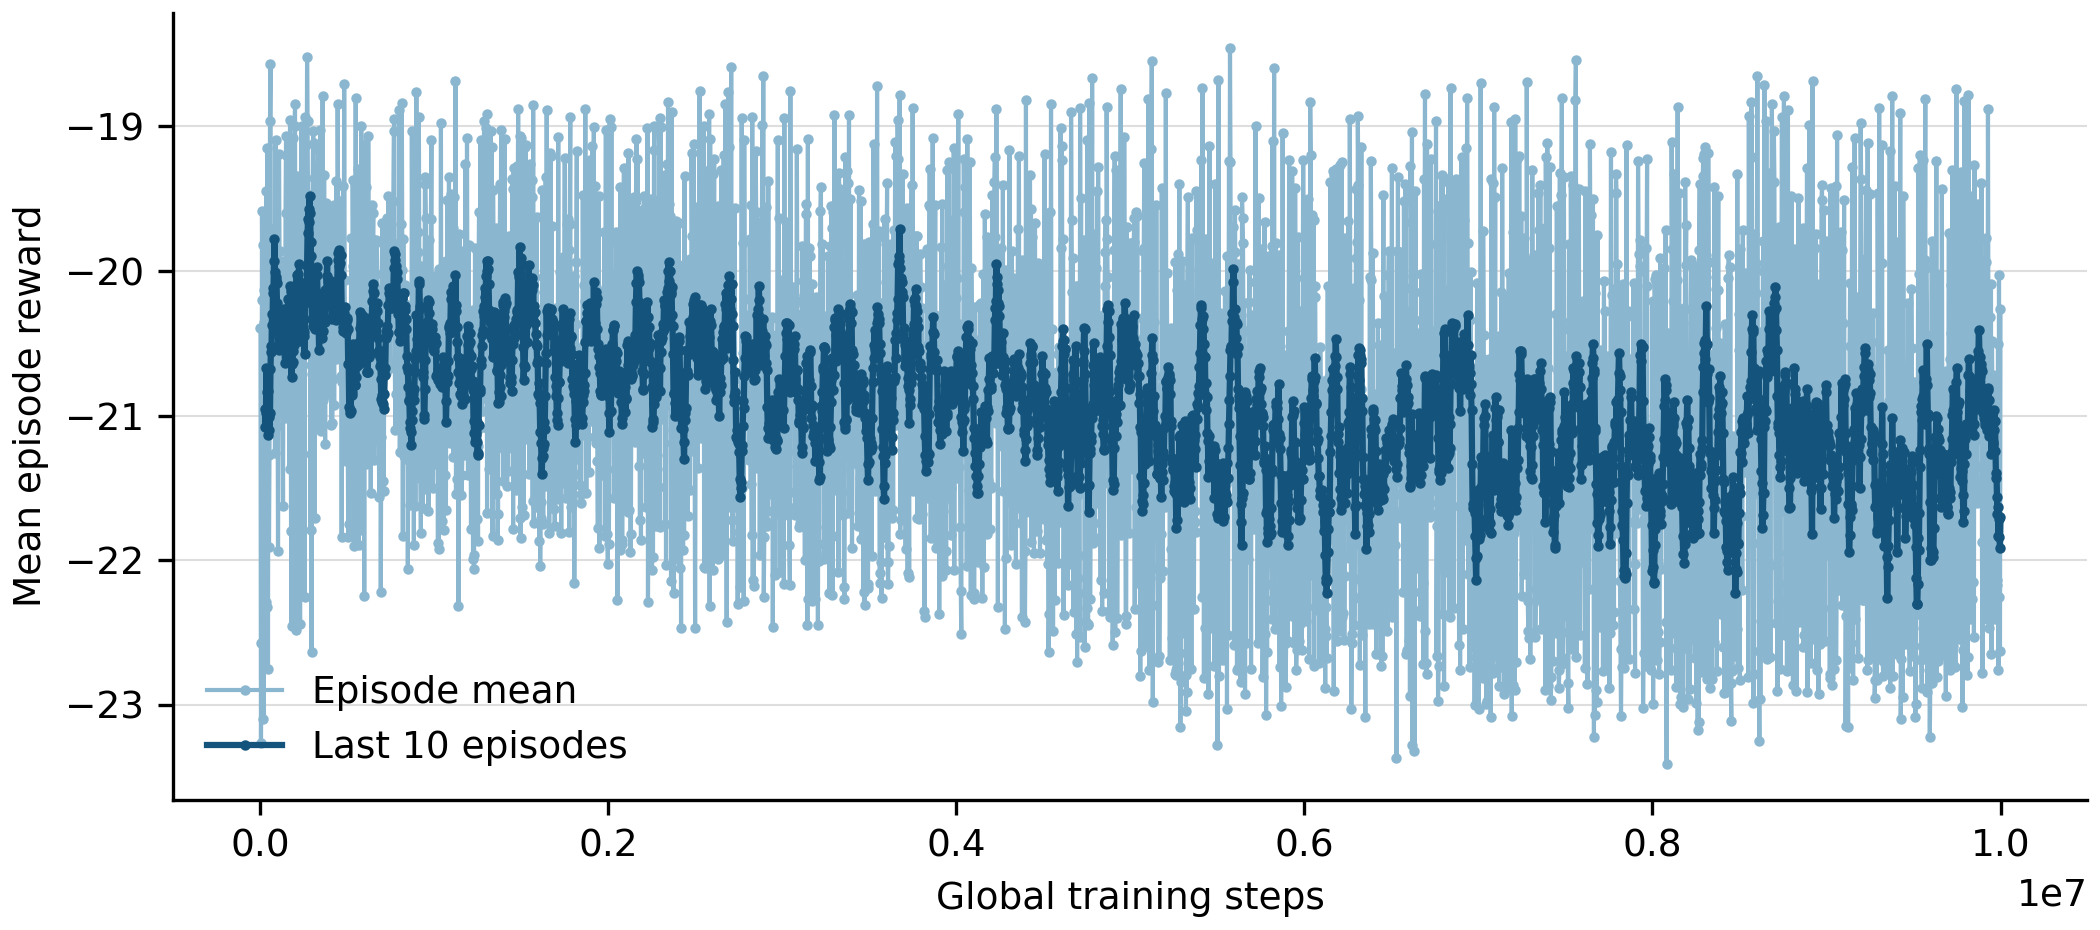 Mean episode reward
−19
−20
−21
−22
−23
Episode mean
Last 10 episodes
0.0 0.2 0.4 0.6 0.8 1.0
1e7
Global training steps